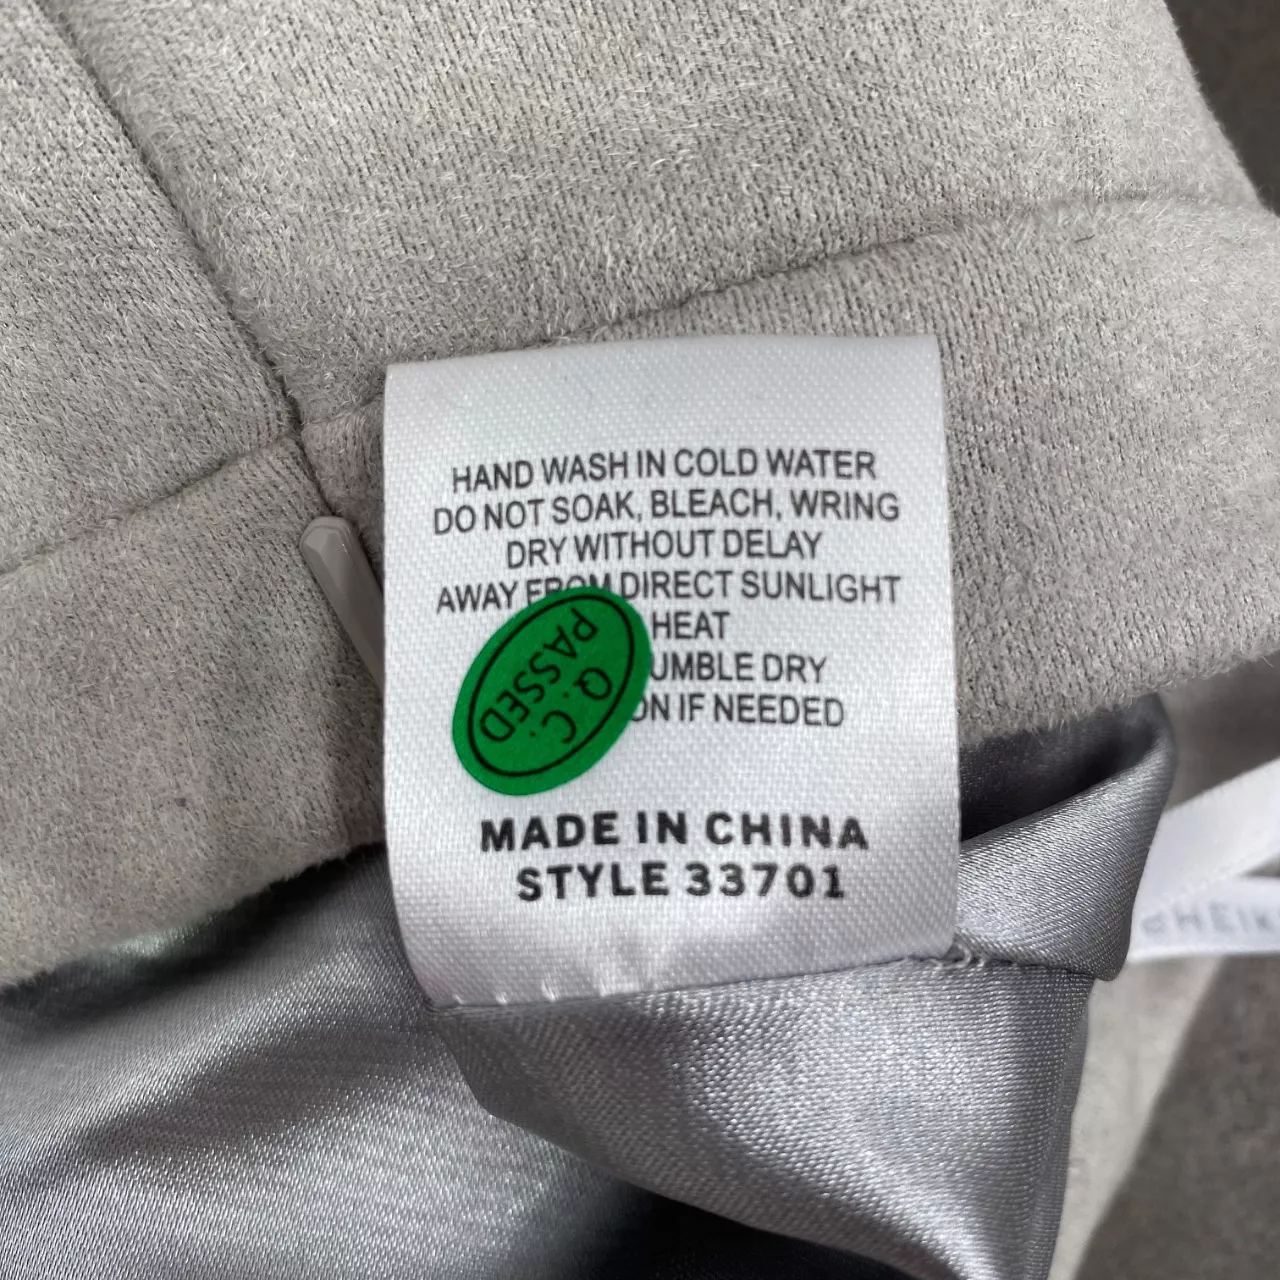 HAND WASH IN COLD WATER
DO NOT SOAK, BLEACH, WRING
DRY WITHOUT DELAY
AWAY FROM DIRECT SUNLIGHT
HEAT
UMBLE DRY
ON IF NEEDED
Q.C.
PASSED
MADE IN CHINA
STYLE 33701